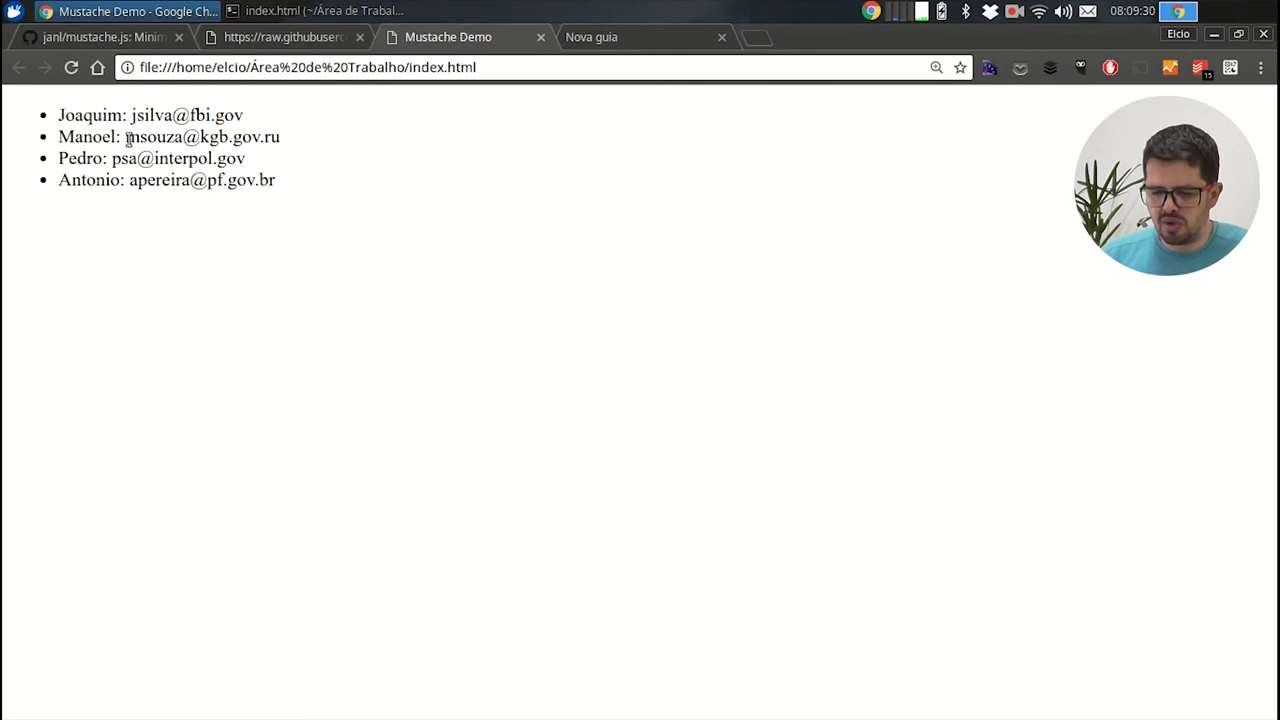 Mustache Demo - Google Ch...
index.html (~/Área de Trabal...
08:09:30
janl/mustache.js: Minim
https://raw.githubuserc
Mustache Demo
Nova guia
Elcio
file:///home/elcio/Área%20de%20Trabalho/index.html
15
• Joaquim: jsilva@fbi.gov
• Manoel: msouza@kgb.gov.ru
• Pedro: psa@interpol.gov
• Antonio: apereira@pf.gov.br